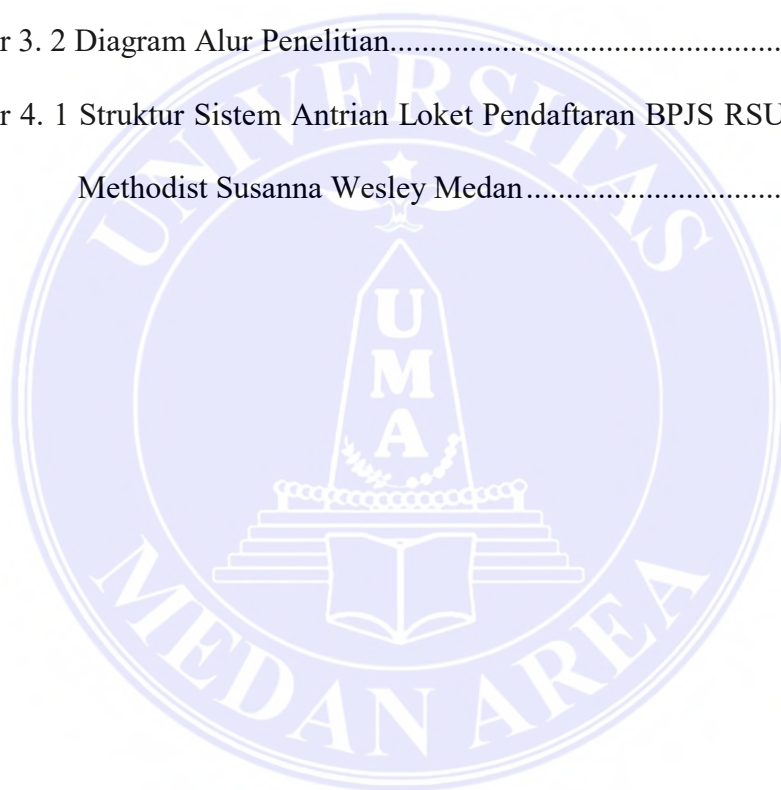 r 3. 2 Diagram Alur Penelitian................................................
r 4. 1 Struktur Sistem Antrian Loket Pendaftaran BPJS RSU
Methodist Susanna Wesley Medan................................
UNIVERSITAS
U
M
A
MEDAN AREA